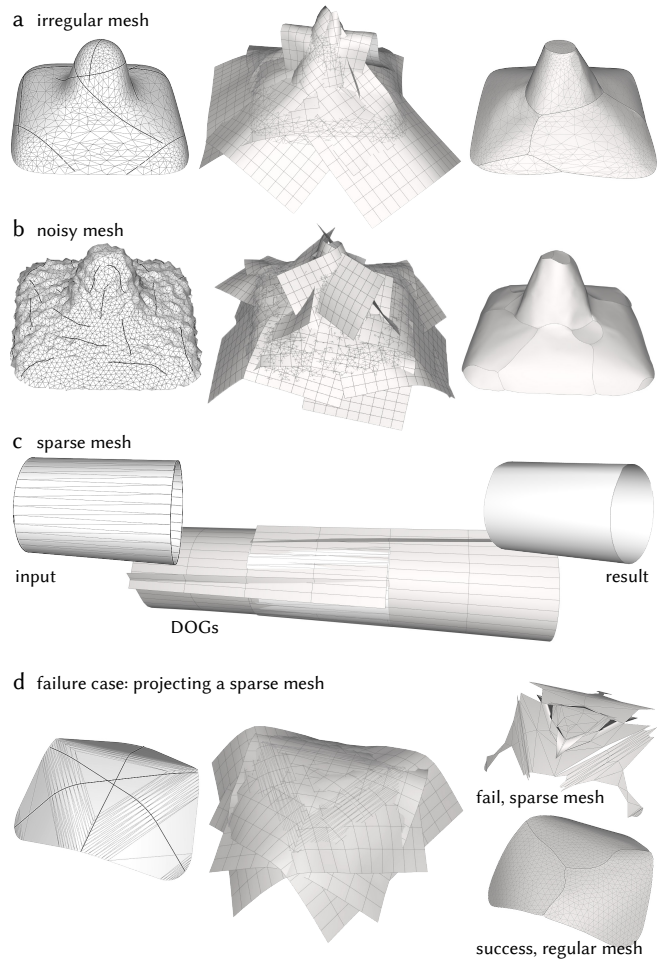 a irregular mesh
b noisy mesh
c sparse mesh
input
result
DOGs
d failure case: projecting a sparse mesh
fail, sparse mesh
success, regular mesh